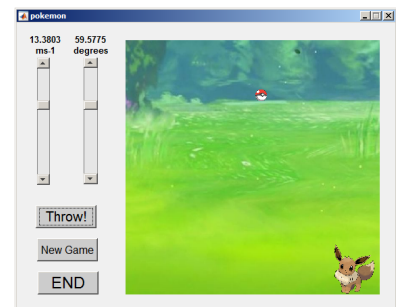 pokemon
13.3803 59.5775
ms-1 degrees
Throw!
New Game
END